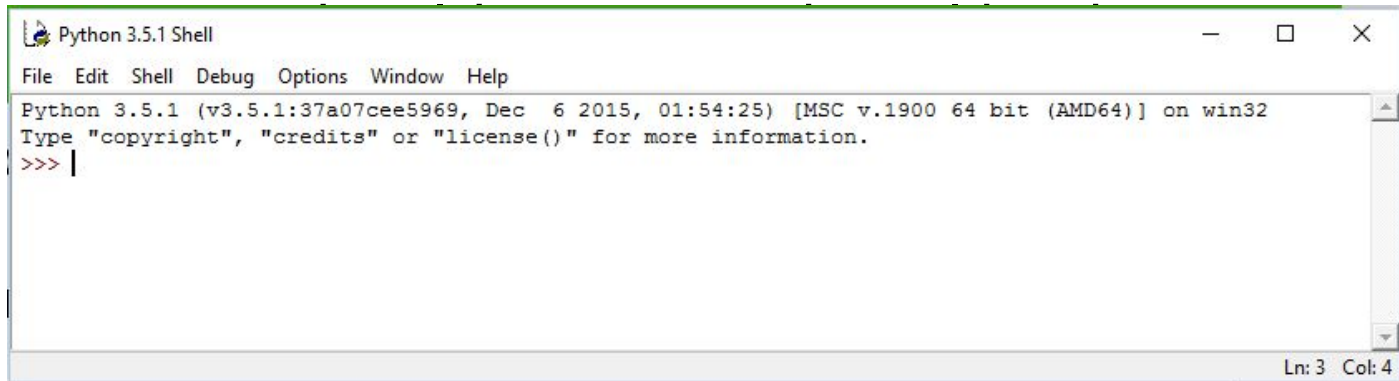 Python 3.5.1 Shell
File Edit Shell Debug Options Window Help
Python 3.5.1 (v3.5.1:37a07cee5969, Dec  6 2015, 01:54:25) [MSC v.1900 64 bit (AMD64)] on win32
Type "copyright", "credits" or "license()" for more information.
>>>
Ln: 3 Col: 4